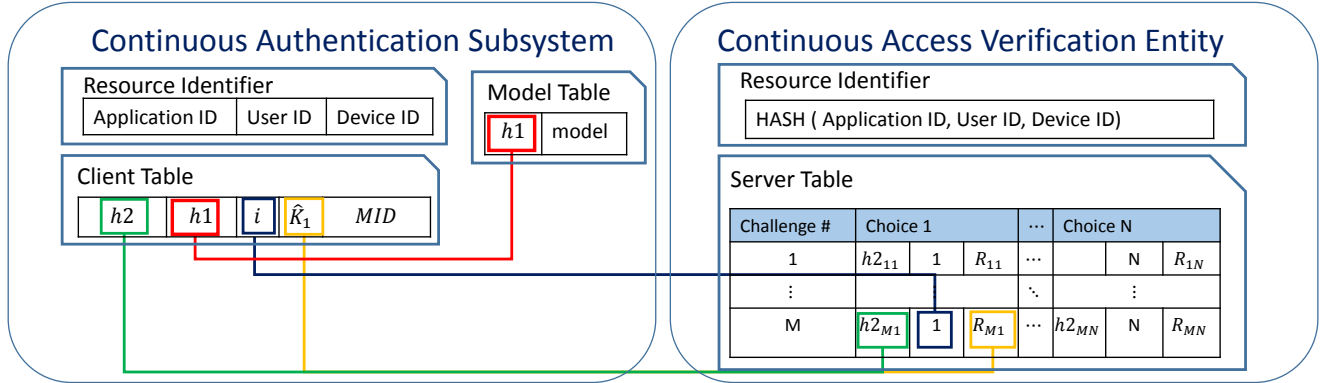 Continuous Authentication Subsystem
Resource Identifier
Application ID User ID Device ID
Model Table
h1 model
Client Table
h2 h1 i K̂₁ MID
Continuous Access Verification Entity
Resource Identifier
HASH ( Application ID, User ID, Device ID)
Server Table
Challenge # Choice 1 ⋯ Choice N
1 h2₁₁ 1 R₁₁ ⋯ N R₁N
⋮ ⋮ ⋱ ⋮
M h2M₁ 1 RM₁ ⋯ h2MN N RMN